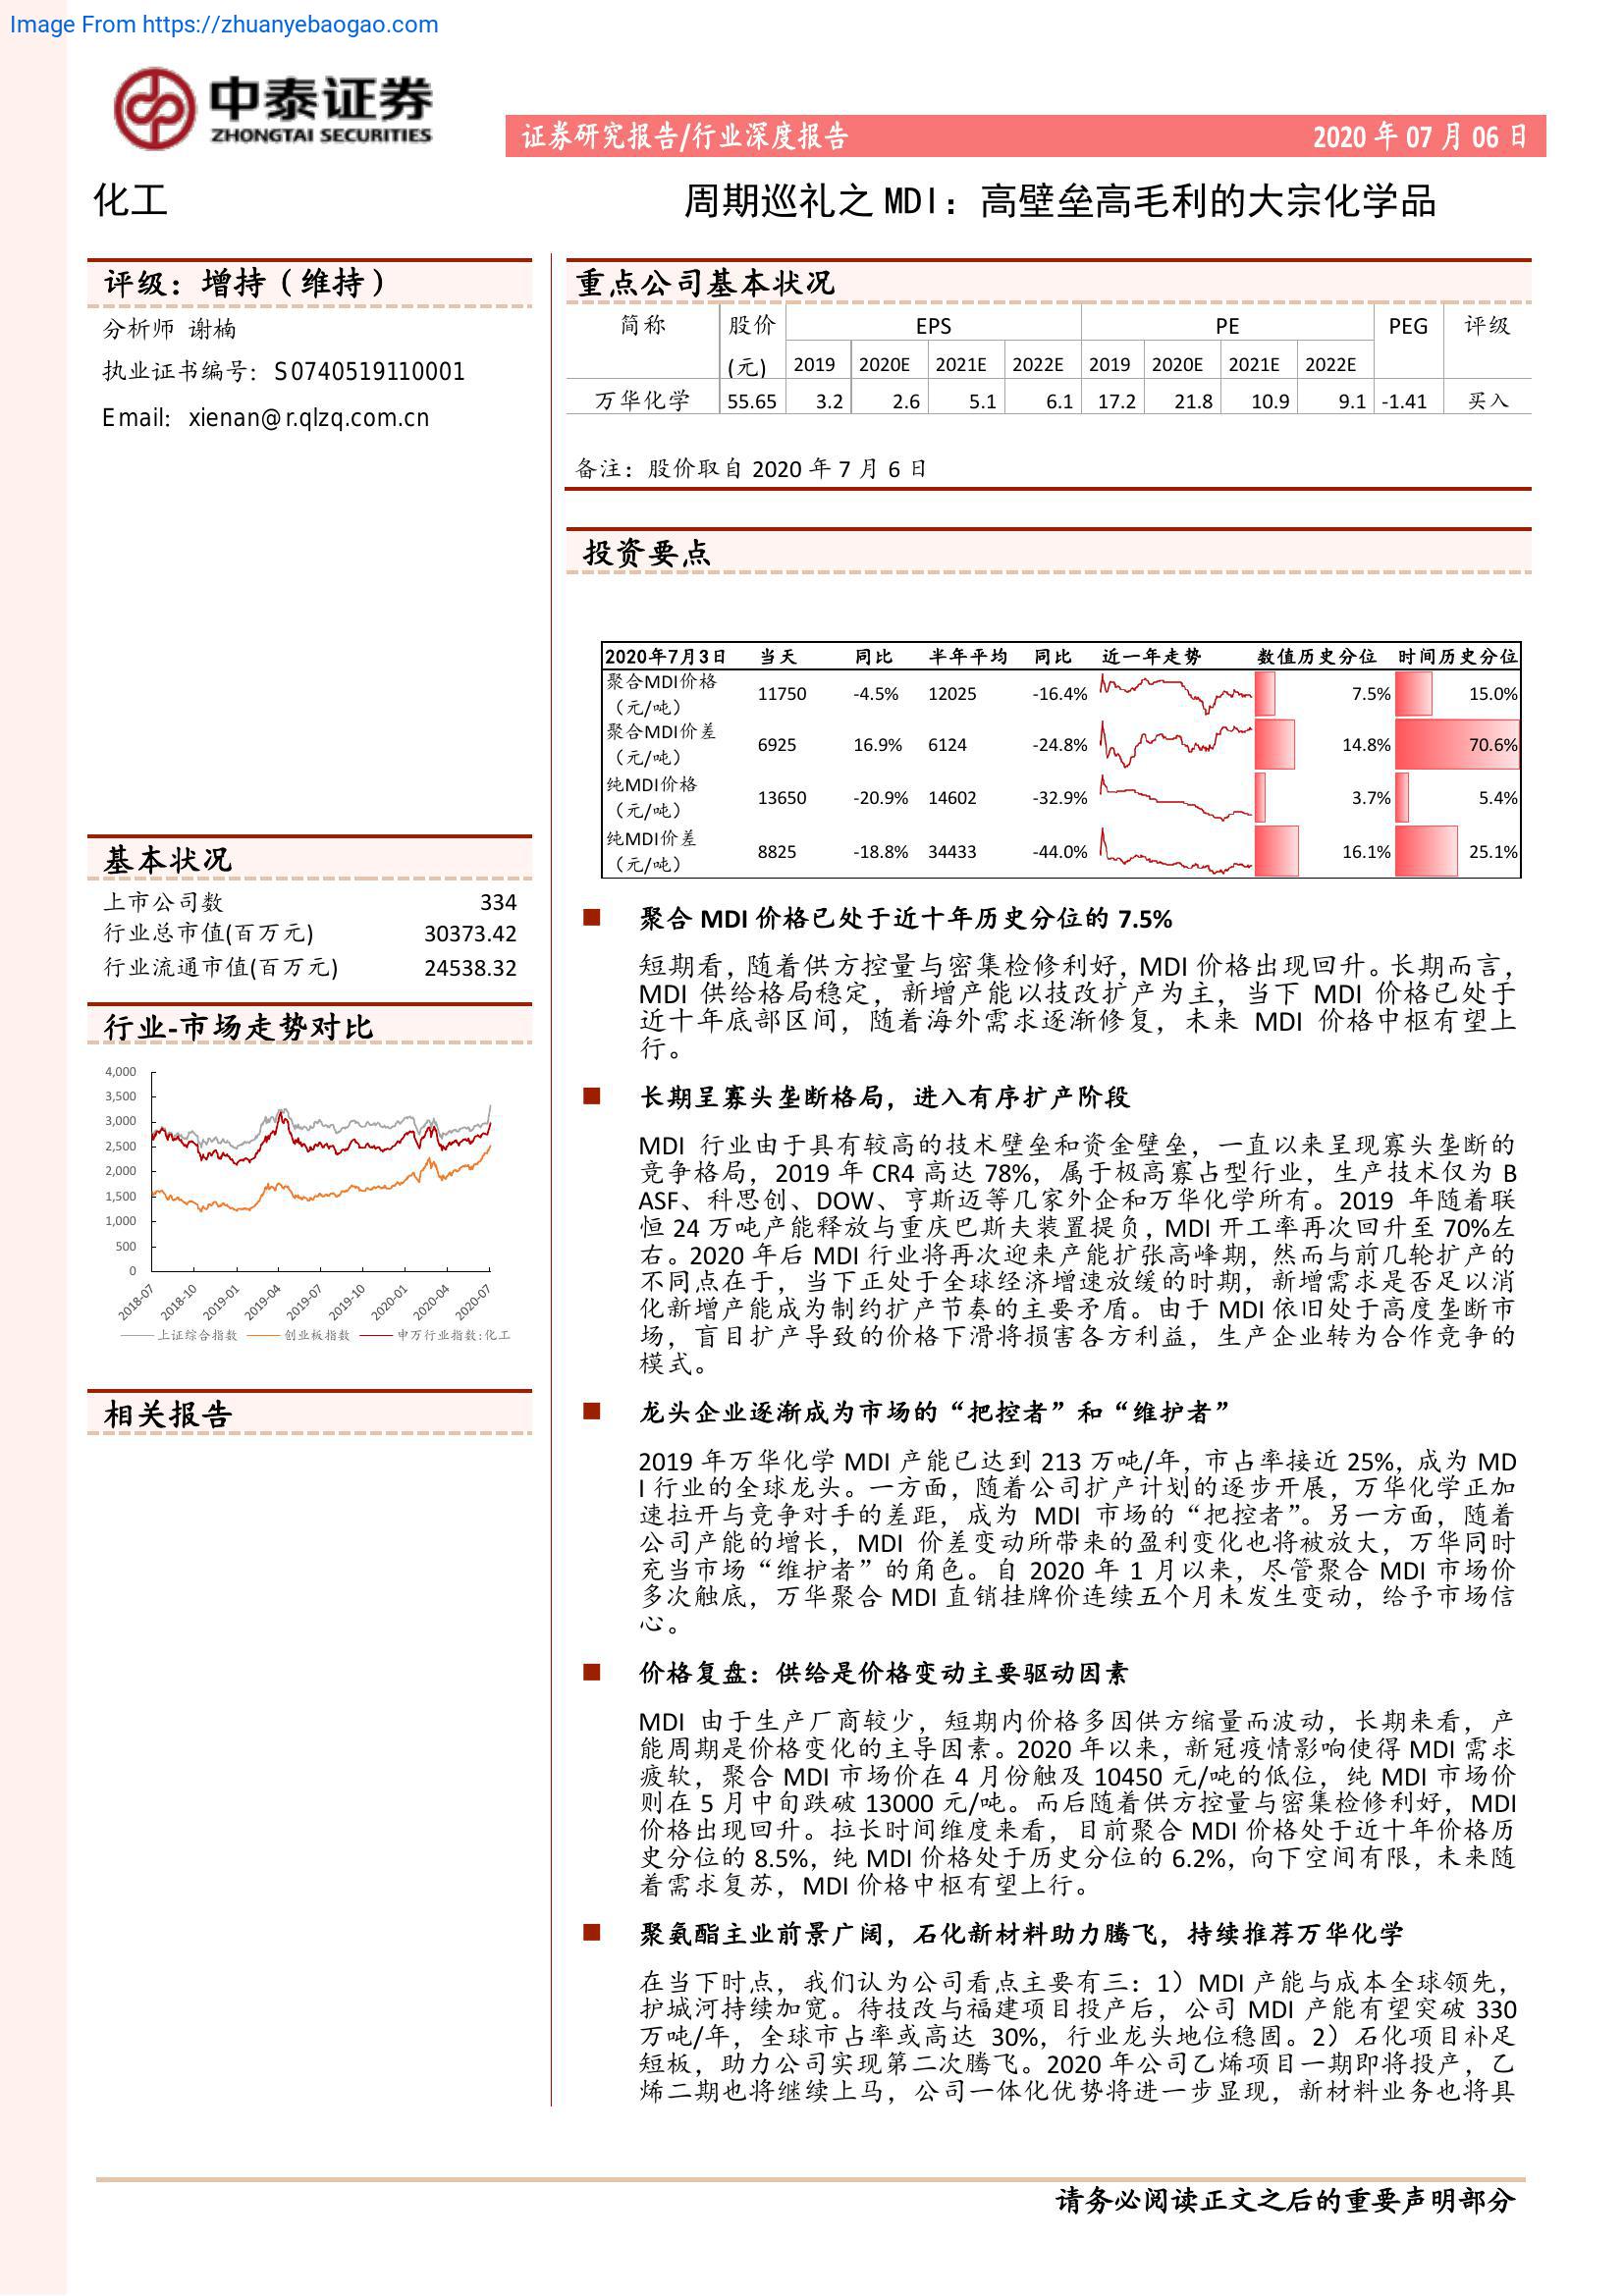 Image From https://zhuanyebaogao.com
中泰证券
ZHONGTAI SECURITIES
证券研究报告/行业深度报告 2020 年 07 月 06 日
化工 周期巡礼之 MDI：高壁垒高毛利的大宗化学品
评级：增持（维持）
分析师 谢楠
执业证书编号：S0740519110001
Email：xienan@r.qlzq.com.cn
基本状况
上市公司数 334
行业总市值(百万元) 30373.42
行业流通市值(百万元) 24538.32
行业-市场走势对比
4,000
3,500
3,000
2,500
2,000
1,500
1,000
500
0
2018-07 2018-10 2019-01 2019-04 2019-07 2019-10 2020-01 2020-04 2020-07
上证综合指数 创业板指数 申万行业指数:化工
相关报告
重点公司基本状况
简称 股价 EPS PE PEG 评级
(元) 2019 2020E 2021E 2022E 2019 2020E 2021E 2022E
万华化学 55.65 3.2 2.6 5.1 6.1 17.2 21.8 10.9 9.1 -1.41 买入
备注：股价取自 2020 年 7 月 6 日
投资要点
2020年7月3日 当天 同比 半年平均 同比 近一年走势 数值历史分位 时间历史分位
聚合MDI价格
（元/吨） 11750 -4.5% 12025 -16.4% 7.5% 15.0%
聚合MDI价差
（元/吨） 6925 16.9% 6124 -24.8% 14.8% 70.6%
纯MDI价格
（元/吨） 13650 -20.9% 14602 -32.9% 3.7% 5.4%
纯MDI价差
（元/吨） 8825 -18.8% 34433 -44.0% 16.1% 25.1%
聚合 MDI 价格已处于近十年历史分位的 7.5%
短期看，随着供方控量与密集检修利好，MDI 价格出现回升。长期而言，
MDI 供给格局稳定，新增产能以技改扩产为主，当下 MDI 价格已处于
近十年底部区间，随着海外需求逐渐修复，未来 MDI 价格中枢有望上
行。
长期呈寡头垄断格局，进入有序扩产阶段
MDI 行业由于具有较高的技术壁垒和资金壁垒，一直以来呈现寡头垄断的
竞争格局，2019 年 CR4 高达 78%，属于极高寡占型行业，生产技术仅为 B
ASF、科思创、DOW、亨斯迈等几家外企和万华化学所有。2019 年随着联
恒 24 万吨产能释放与重庆巴斯夫装置提负，MDI 开工率再次回升至 70%左
右。2020 年后 MDI 行业将再次迎来产能扩张高峰期，然而与前几轮扩产的
不同点在于，当下正处于全球经济增速放缓的时期，新增需求是否足以消
化新增产能成为制约扩产节奏的主要矛盾。由于 MDI 依旧处于高度垄断市
场，盲目扩产导致的价格下滑将损害各方利益，生产企业转为合作竞争的
模式。
龙头企业逐渐成为市场的“把控者”和“维护者”
2019 年万华化学 MDI 产能已达到 213 万吨/年，市占率接近 25%，成为 MD
I 行业的全球龙头。一方面，随着公司扩产计划的逐步开展，万华化学正加
速拉开与竞争对手的差距，成为 MDI 市场的“把控者”。另一方面，随着
公司产能的增长，MDI 价差变动所带来的盈利变化也将被放大，万华同时
充当市场“维护者”的角色。自 2020 年 1 月以来，尽管聚合 MDI 市场价
多次触底，万华聚合 MDI 直销挂牌价连续五个月未发生变动，给予市场信
心。
价格复盘：供给是价格变动主要驱动因素
MDI 由于生产厂商较少，短期内价格多因供方缩量而波动，长期来看，产
能周期是价格变化的主导因素。2020 年以来，新冠疫情影响使得 MDI 需求
疲软，聚合 MDI 市场价在 4 月份触及 10450 元/吨的低位，纯 MDI 市场价
则在 5 月中旬跌破 13000 元/吨。而后随着供方控量与密集检修利好，MDI
价格出现回升。拉长时间维度来看，目前聚合 MDI 价格处于近十年价格历
史分位的 8.5%，纯 MDI 价格处于历史分位的 6.2%，向下空间有限，未来随
着需求复苏，MDI 价格中枢有望上行。
聚氨酯主业前景广阔，石化新材料助力腾飞，持续推荐万华化学
在当下时点，我们认为公司看点主要有三：1）MDI 产能与成本全球领先，
护城河持续加宽。待技改与福建项目投产后，公司 MDI 产能有望突破 330
万吨/年，全球市占率或高达 30%，行业龙头地位稳固。2）石化项目补足
短板，助力公司实现第二次腾飞。2020 年公司乙烯项目一期即将投产，乙
烯二期也将继续上马，公司一体化优势将进一步显现，新材料业务也将具
请务必阅读正文之后的重要声明部分